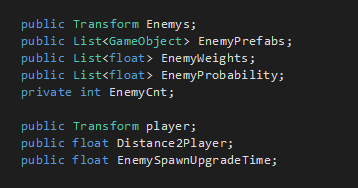 public Transform Enemys;
public List<GameObject> EnemyPrefabs;
public List<float> EnemyWeights;
public List<float> EnemyProbability;
private int EnemyCnt;
public Transform player;
public float Distance2Player;
public float EnemySpawnUpgradeTime;